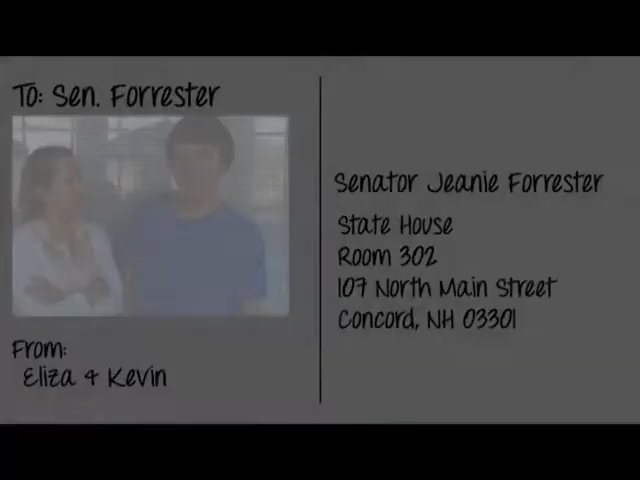 To: Sen. Forrester
From:
Eliza & Kevin
Senator Jeanie Forrester
State House
Room 302
107 North Main Street
Concord, NH 03301